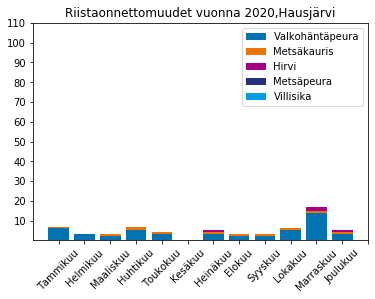 Riistaonnettomuudet vuonna 2020,Hausjärvi
110
100
90
80
70
60
50
40
30
20
10
Valkohäntäpeura
Metsäkauris
Hirvi
Metsäpeura
Villisika
Tammikuu
Helmikuu
Maaliskuu
Huhtikuu
Toukokuu
Kesäkuu
Heinäkuu
Elokuu
Syyskuu
Lokakuu
Marraskuu
Joulukuu